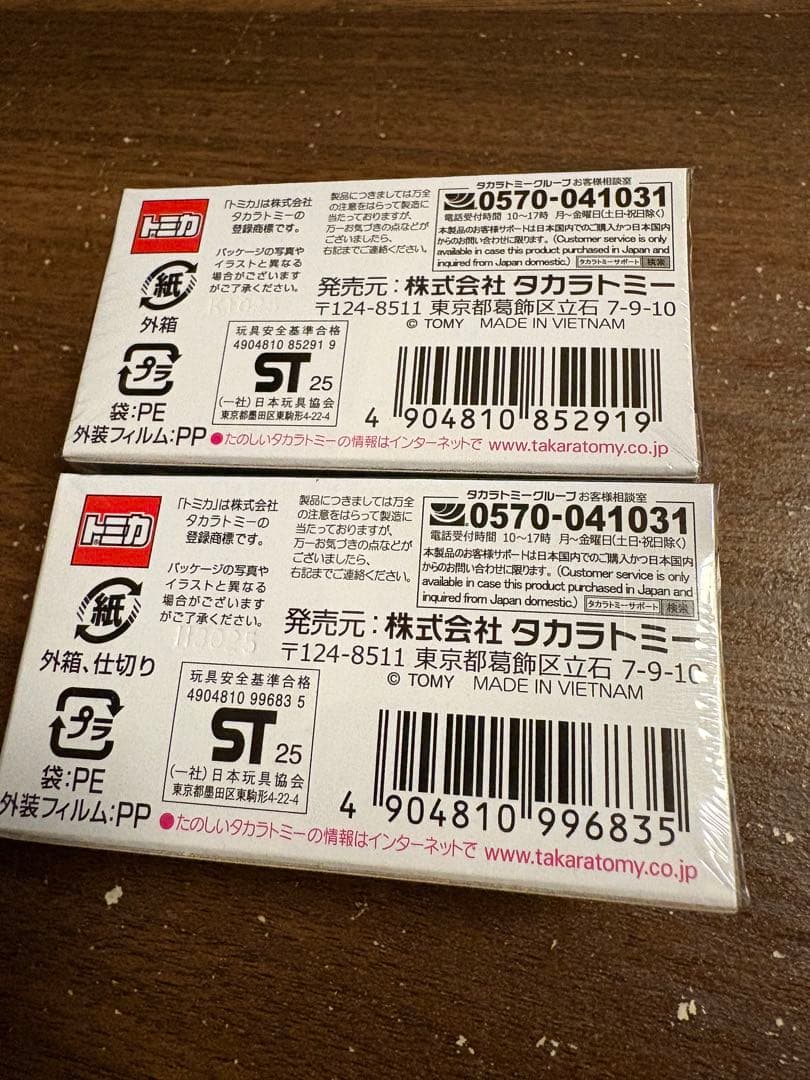 トミカ
「トミカ」は株式会社
タカラトミーの
登録商標です。
パッケージの写真や
イラストと異なる
場合がございます
がご了承ください。
製品につきましては万全
の注意をはらって製造に
当たっておりますが、
万一お気づきの点などが
ございましたら、
右記までご連絡ください。
タカラトミーグループ お客様相談室
0570-041031
電話受付時間 10〜17時 月〜金曜日(土・日・祝日除く)
本製品のお客様サポートは日本国内でのご購入かつ日本国内
からのお問い合わせに限ります。(Customer service is only
available in case this product purchased in Japan and
inquired from Japan domestic.) タカラトミーサポート 検索
紙
外箱
プラ
袋:PE
外装フィルム:PP
発売元:株式会社 タカラトミー
〒124-8511 東京都葛飾区立石 7-9-10
© TOMY MADE IN VIETNAM
玩具安全基準合格
4904810 85291 9
ST 25
(一社)日本玩具協会
東京都墨田区東駒形4-22-4
4 904810 852919
●たのしいタカラトミーの情報はインターネットで www.takaratomy.co.jp
トミカ
「トミカ」は株式会社
タカラトミーの
登録商標です。
パッケージの写真や
イラストと異なる
場合がございます
がご了承ください。
製品につきましては万全
の注意をはらって製造に
当たっておりますが、
万一お気づきの点などが
ございましたら、
右記までご連絡ください。
タカラトミーグループ お客様相談室
0570-041031
電話受付時間 10〜17時 月〜金曜日(土・日・祝日除く)
本製品のお客様サポートは日本国内でのご購入かつ日本国内
からのお問い合わせに限ります。(Customer service is only
available in case this product purchased in Japan and
inquired from Japan domestic.) タカラトミーサポート 検索
紙
外箱、仕切り
プラ
袋:PE
外装フィルム:PP
発売元:株式会社 タカラトミー
〒124-8511 東京都葛飾区立石 7-9-10
© TOMY MADE IN VIETNAM
玩具安全基準合格
4904810 99683 5
ST 25
(一社)日本玩具協会
東京都墨田区東駒形4-22-4
4 904810 996835
●たのしいタカラトミーの情報はインターネットで www.takaratomy.co.jp